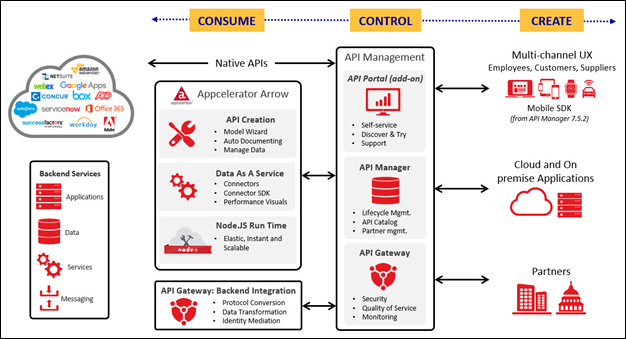 CONSUME
CONTROL
CREATE
amazon
webservices
NETSUITE
webex
Google Apps
CONCUR
box
ADP
salesforce
servicenow
Office 365
successfactors
workday
Adobe
Native APIs
Backend Services
Applications
Data
Services
Messaging
appcelerator
Appcelerator Arrow
API Creation
• Model Wizard
• Auto Documenting
• Manage Data
Data As A Service
• Connectors
• Connector SDK
• Performance Visuals
node
Node.JS Run Time
• Elastic, Instant and
Scalable
API Gateway: Backend Integration
• Protocol Conversion
• Data Transformation
• Identity Mediation
API Management
API Portal (add-on)
• Self-service
• Discover & Try
• Support
API Manager
• Lifecycle Mgmt.
• API Catalog
• Partner mgmt.
API Gateway
• Security
• Quality of Service
• Monitoring
Multi-channel UX
Employees, Customers, Suppliers
Mobile SDK
(from API Manager 7.5.2)
Cloud and On
premise Applications
Partners